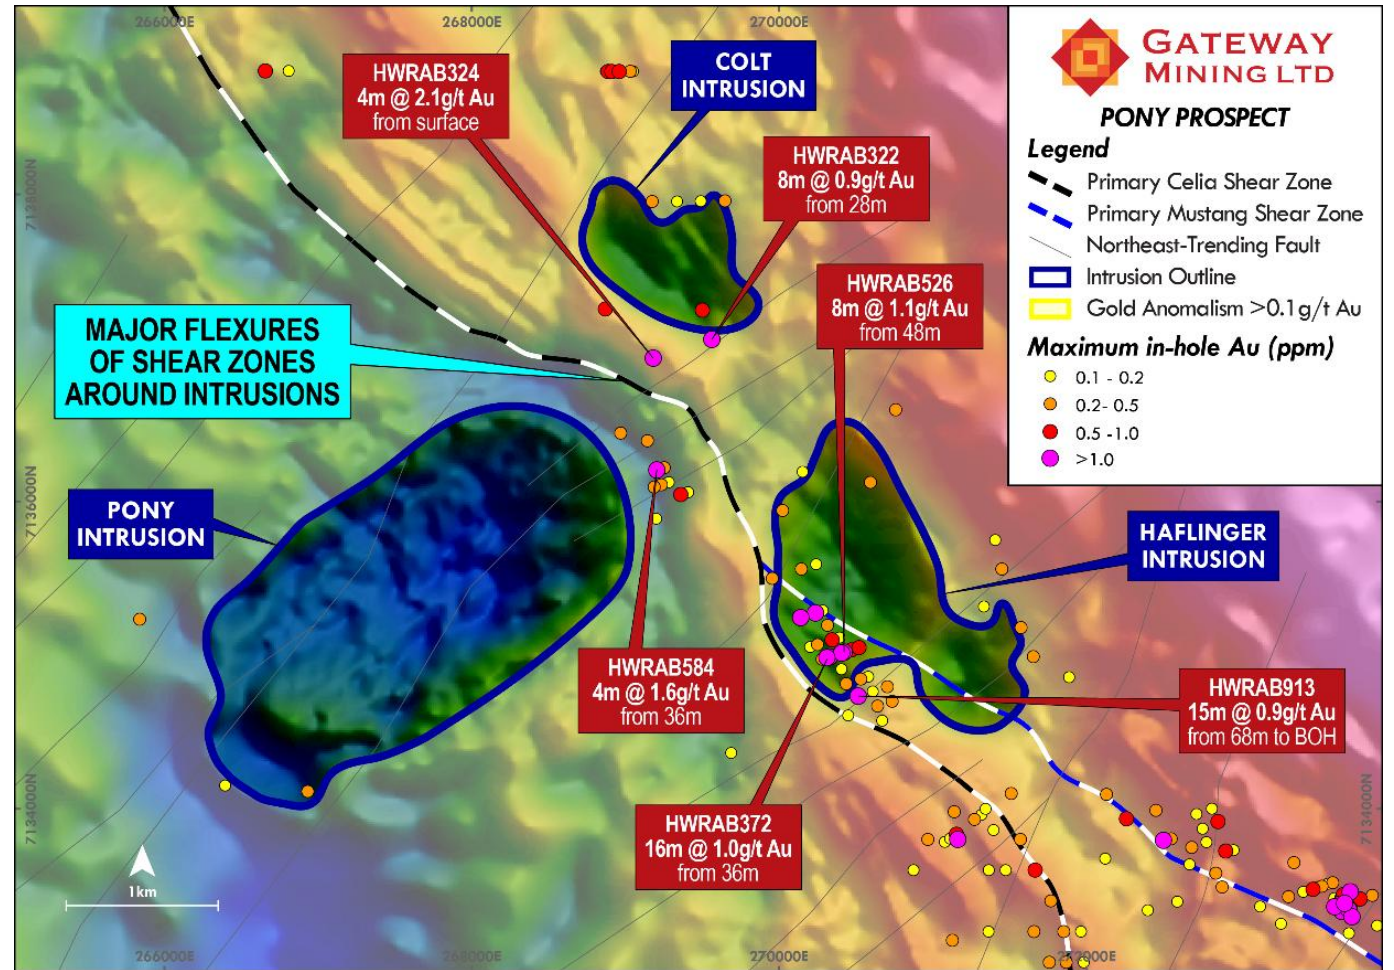 266000E
268000E
270000E
GATEWAY
MINING LTD
PONY PROSPECT
Legend
Primary Celia Shear Zone
Primary Mustang Shear Zone
Northeast-Trending Fault
Intrusion Outline
Gold Anomalism >0.1g/t Au
Maximum in-hole Au (ppm)
0.1 - 0.2
0.2- 0.5
0.5 -1.0
>1.0
HWRAB324
4m @ 2.1g/t Au
from surface
COLT
INTRUSION
HWRAB322
8m @ 0.9g/t Au
from 28m
7138000N
HWRAB526
8m @ 1.1g/t Au
from 48m
MAJOR FLEXURES
OF SHEAR ZONES
AROUND INTRUSIONS
7136000N
PONY
INTRUSION
HAFLINGER
INTRUSION
HWRAB584
4m @ 1.6g/t Au
from 36m
HWRAB913
15m @ 0.9g/t Au
from 68m to BOH
7134000N
7134000N
HWRAB372
16m @ 1.0g/t Au
from 36m
1km
266000E
268000E
270000E
272000E